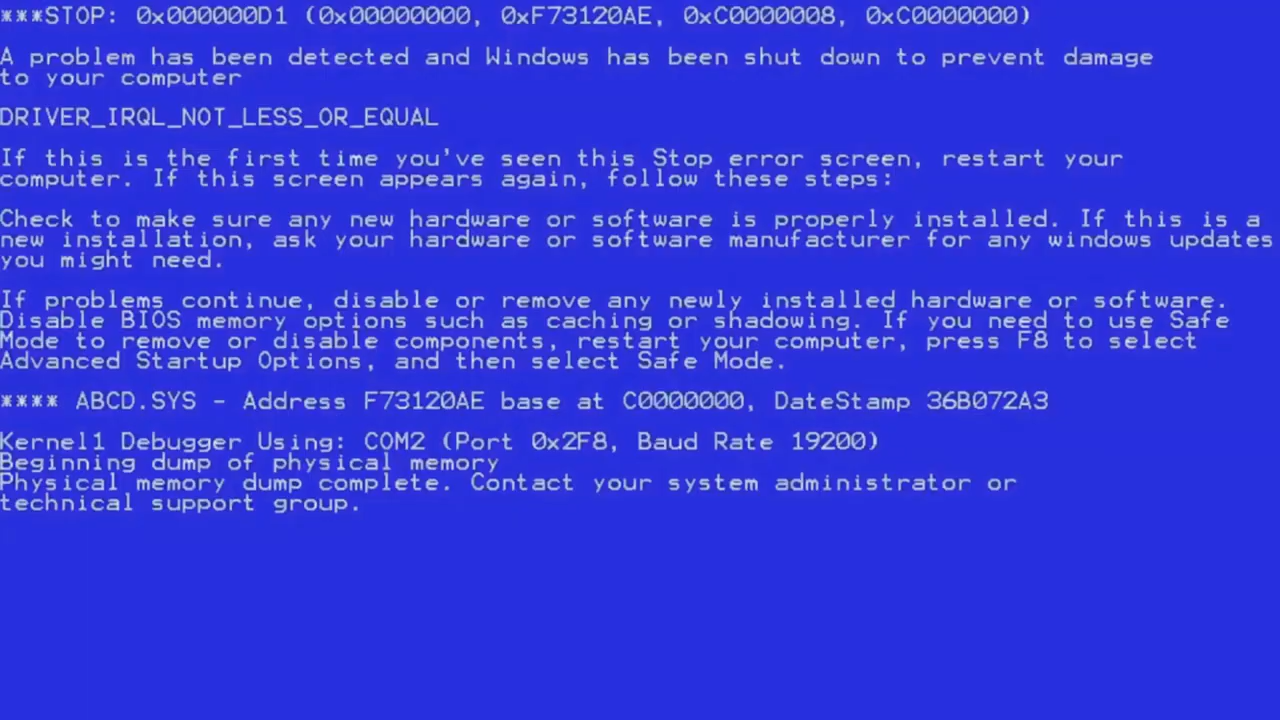 ***STOP: 0x000000D1 (0x00000000, 0xF73120AE, 0xC0000008, 0xC0000000)
A problem has been detected and Windows has been shut down to prevent damage
to your computer
DRIVER_IRQL_NOT_LESS_OR_EQUAL
If this is the first time you've seen this Stop error screen, restart your
computer. If this screen appears again, follow these steps:
Check to make sure any new hardware or software is properly installed. If this is a
new installation, ask your hardware or software manufacturer for any windows updates
you might need.
If problems continue, disable or remove any newly installed hardware or software.
Disable BIOS memory options such as caching or shadowing. If you need to use Safe
Mode to remove or disable components, restart your computer, press F8 to select
Advanced Startup Options, and then select Safe Mode.
**** ABCD.SYS - Address F73120AE base at C0000000, DateStamp 36B072A3
Kernel1 Debugger Using: COM2 (Port 0x2F8, Baud Rate 19200)
Beginning dump of physical memory
Physical memory dump complete. Contact your system administrator or
technical support group.